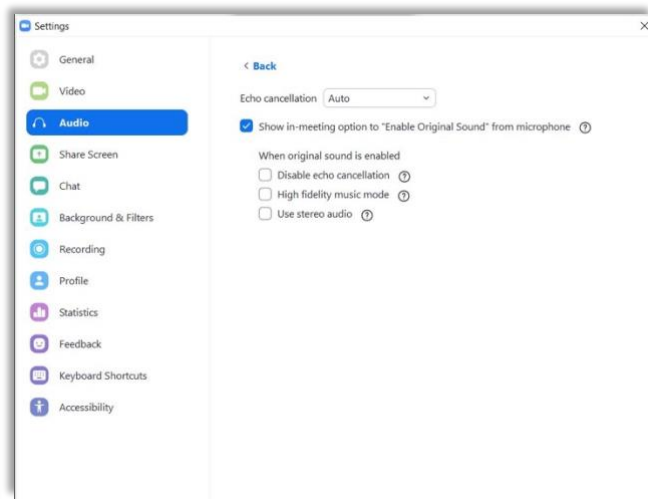 Settings
General
Video
Audio
Share Screen
Chat
Background & Filters
Recording
Profile
Statistics
Feedback
Keyboard Shortcuts
Accessibility
< Back
Echo cancellation Auto
Show in-meeting option to "Enable Original Sound" from microphone ?
When original sound is enabled
Disable echo cancellation ?
High fidelity music mode ?
Use stereo audio ?